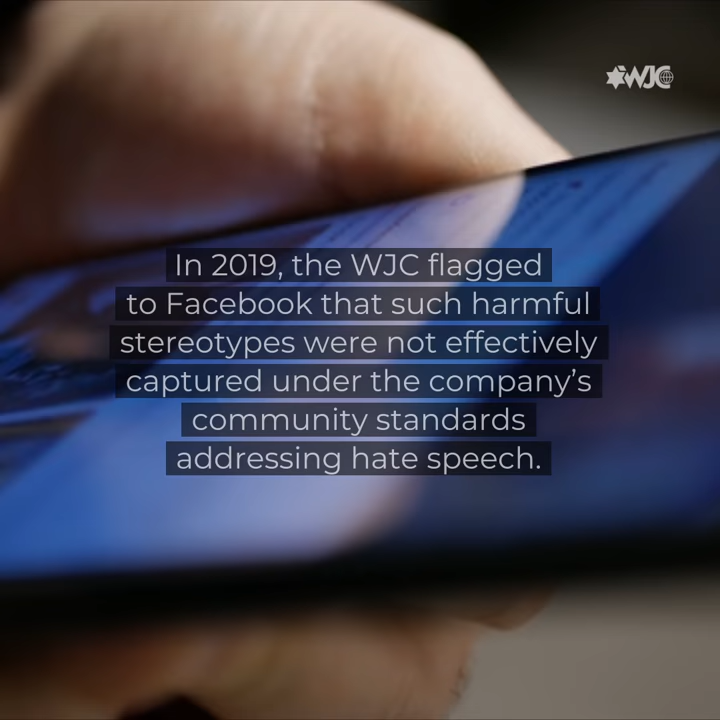 WJC
In 2019, the WJC flagged
to Facebook that such harmful
stereotypes were not effectively
captured under the company’s
community standards
addressing hate speech.